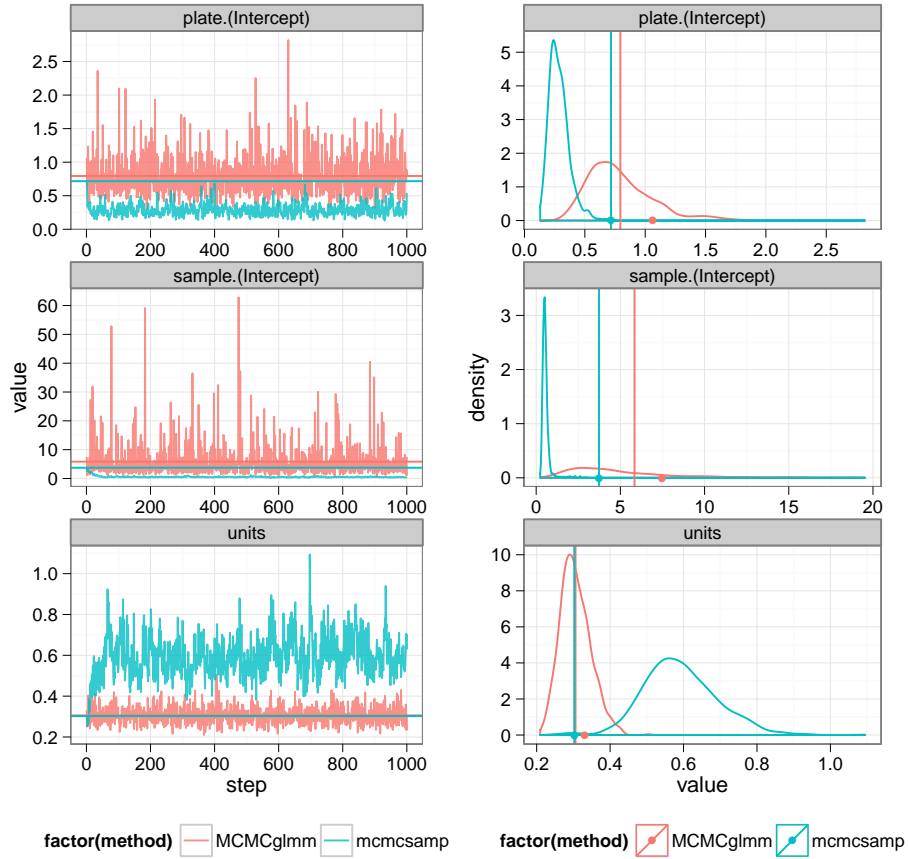 plate.(Intercept)
value
2.5
2.0
1.5
1.0
0.5
0.0
0 200 400 600 800 1000
sample.(Intercept)
60
50
40
30
20
10
0
0 200 400 600 800 1000
units
1.0
0.8
0.6
0.4
0.2
0 200 400 600 800 1000
step
factor(method) MCMCglmm mcmcsamp
plate.(Intercept)
density
5
4
3
2
1
0
0.0 0.5 1.0 1.5 2.0 2.5
sample.(Intercept)
3
2
1
0
0 5 10 15 20
units
10
8
6
4
2
0
0.2 0.4 0.6 0.8 1.0
value
factor(method) MCMCglmm mcmcsamp